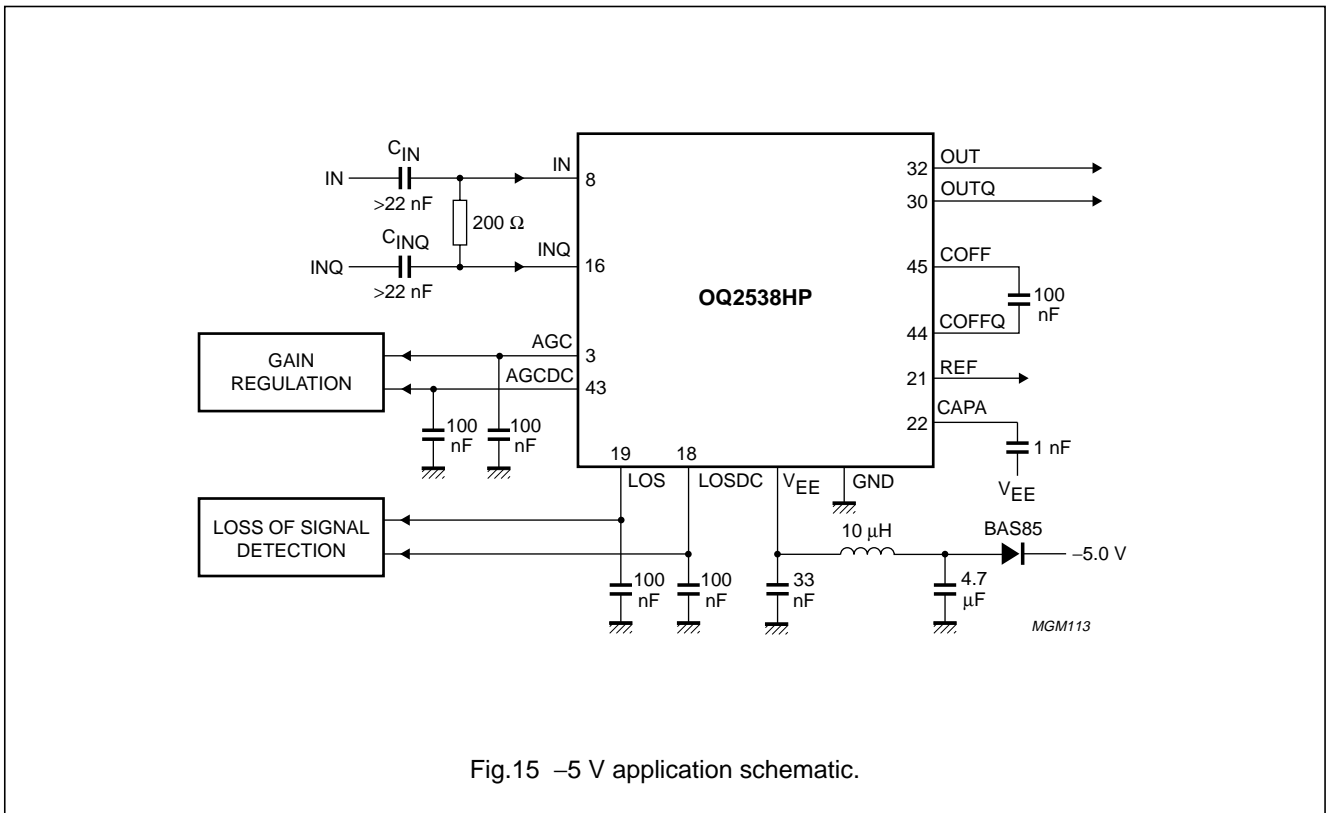 C_IN
IN
>22 nF
IN
8
200 Ω
C_INQ
INQ
>22 nF
INQ
16
OQ2538HP
32
OUT
30
OUTQ
45
COFF
100
nF
44
COFFQ
21
REF
22
CAPA
1 nF
V_EE
GAIN
REGULATION
AGC
3
AGCDC
43
100
nF
100
nF
19
LOS
18
LOSDC
V_EE
GND
LOSS OF SIGNAL
DETECTION
100
nF
100
nF
33
nF
10 μH
4.7
μF
BAS85
−5.0 V
MGM113
Fig.15 −5 V application schematic.